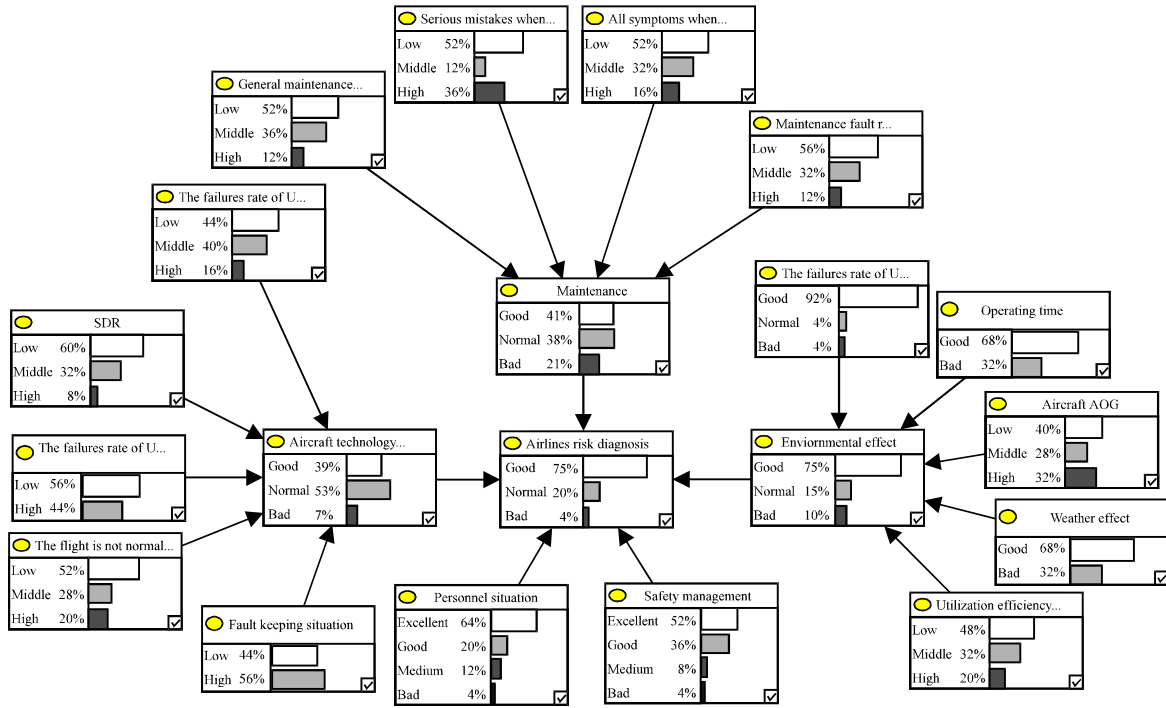 Serious mistakes when...
Low 52%
Middle 12%
High 36%
All symptoms when...
Low 52%
Middle 32%
High 16%
General maintenance...
Low 52%
Middle 36%
High 12%
Maintenance fault r...
Low 56%
Middle 32%
High 12%
The failures rate of U...
Low 44%
Middle 40%
High 16%
Maintenance
Good 41%
Normal 38%
Bad 21%
The failures rate of U...
Good 92%
Normal 4%
Bad 4%
Operating time
Good 68%
Bad 32%
SDR
Low 60%
Middle 32%
High 8%
Aircraft AOG
Low 40%
Middle 28%
High 32%
The failures rate of U...
Low 56%
High 44%
Aircraft technology...
Good 39%
Normal 53%
Bad 7%
Airlines risk diagnosis
Good 75%
Normal 20%
Bad 4%
Enviornmental effect
Good 75%
Normal 15%
Bad 10%
Weather effect
Good 68%
Bad 32%
The flight is not normal...
Low 52%
Middle 28%
High 20%
Fault keeping situation
Low 44%
High 56%
Personnel situation
Excellent 64%
Good 20%
Medium 12%
Bad 4%
Safety management
Excellent 52%
Good 36%
Medium 8%
Bad 4%
Utilization efficiency...
Low 48%
Middle 32%
High 20%